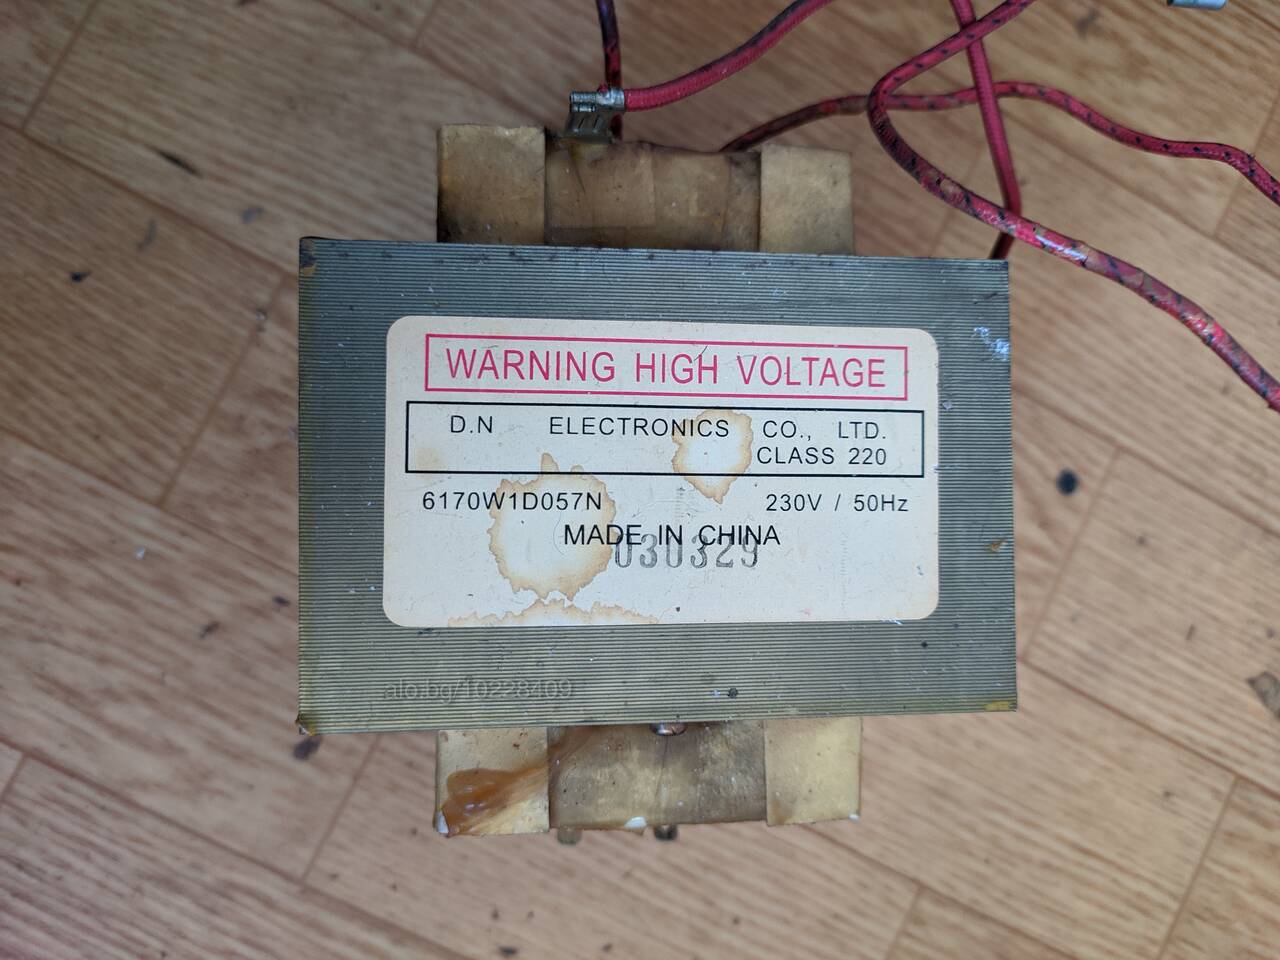 WARNING HIGH VOLTAGE
D.N ELECTRONICS CO., LTD.
CLASS 220
6170W1D057N 230V / 50Hz
MADE IN CHINA
030329
alo.bg/10228409